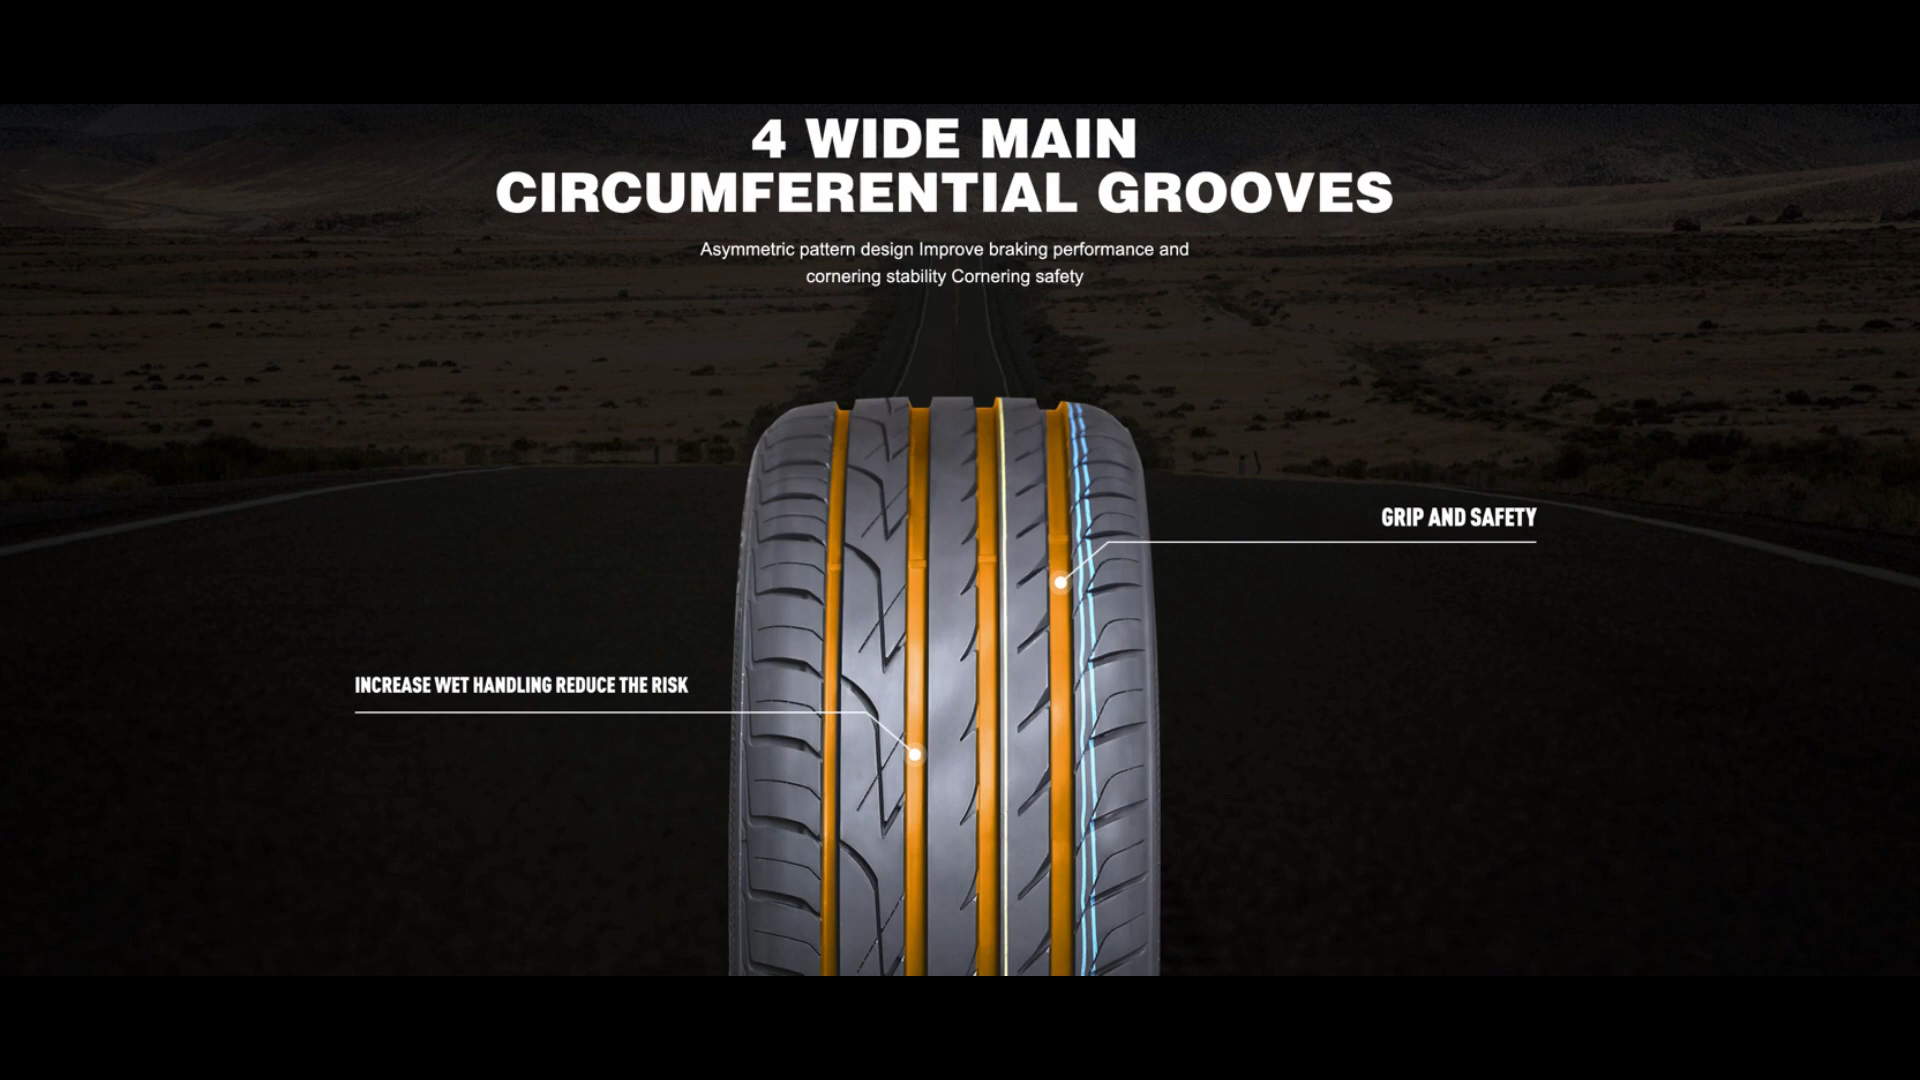 4 WIDE MAIN
CIRCUMFERENTIAL GROOVES
Asymmetric pattern design Improve braking performance and
cornering stability Cornering safety
GRIP AND SAFETY
INCREASE WET HANDLING REDUCE THE RISK